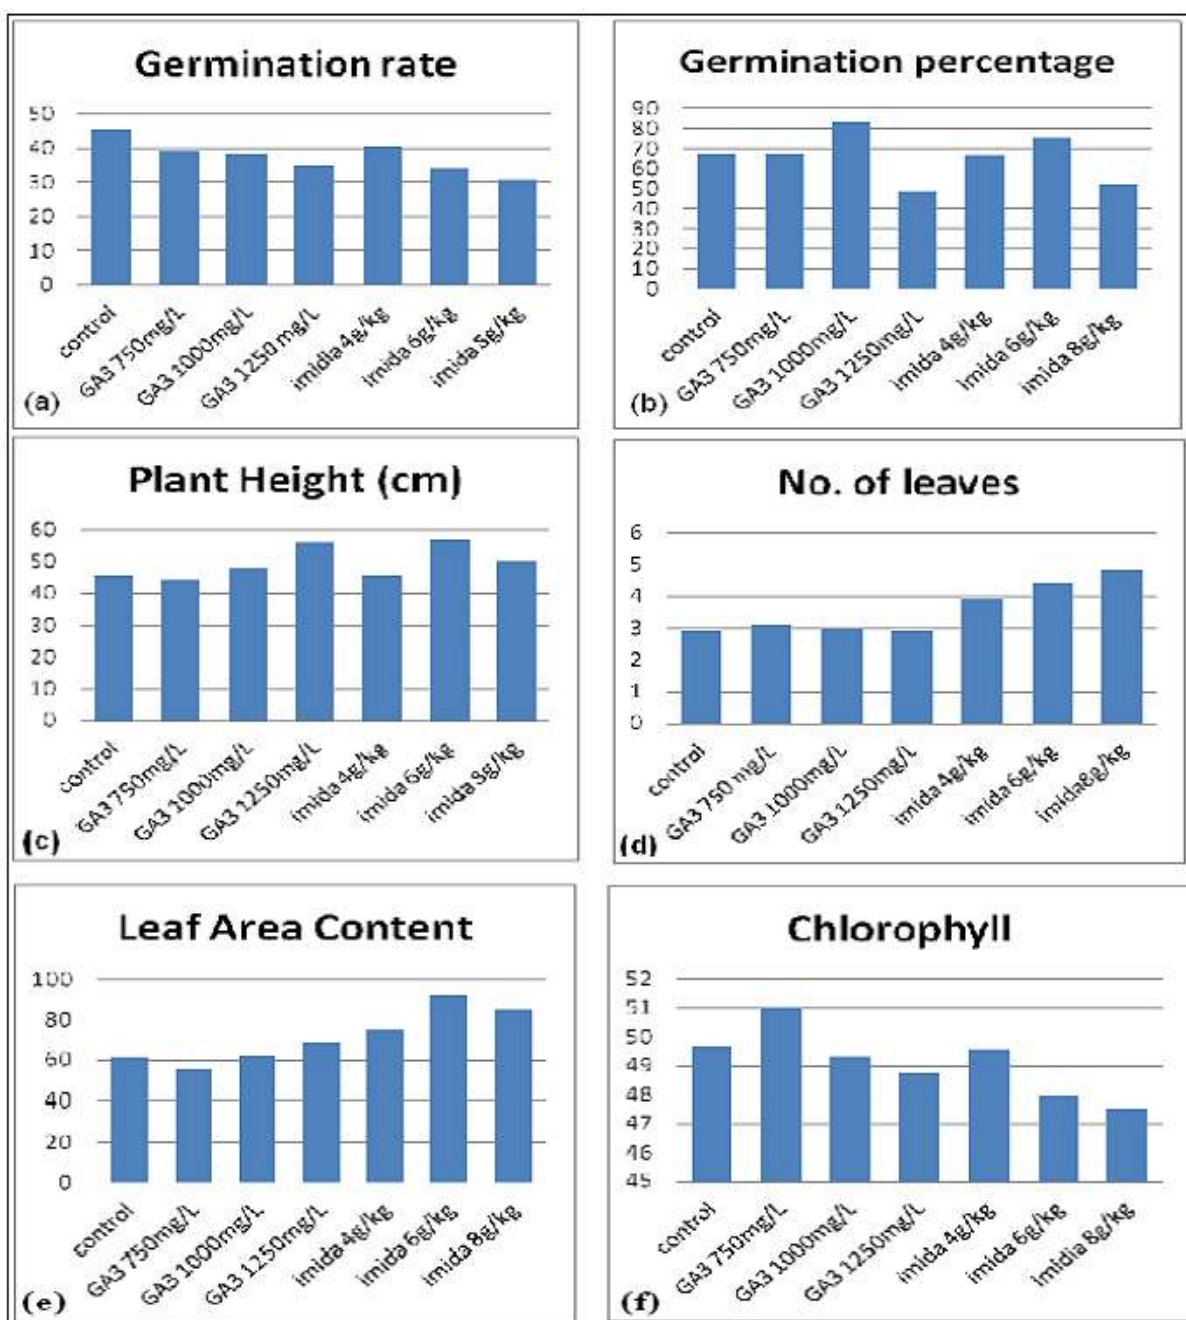 Germination rate
50
40
30
20
10
0
control
GA3 750mg/L
GA3 1000mg/L
GA3 1250 mg/L
imidia 4g/kg
imida 6g/kg
imida 8g/kg
(a)
Germination percentage
90
80
70
60
50
40
30
20
10
0
control
GA3 750mg/L
GA3 1000mg/L
GA3 1250mg/L
imida 4g/kg
imida 6g/kg
imida 8g/kg
(b)
Plant Height (cm)
60
50
40
30
20
10
0
control
GA3 750mg/L
GA3 1000mg/L
GA3 1250mg/L
imida 4g/kg
imida 6g/kg
imida 8g/kg
(c)
No. of leaves
6
5
4
3
2
1
0
control
GA3 750 mg/L
GA3 1000mg/L
GA3 1250mg/L
imida 4g/kg
imida 6g/kg
imida8g/kg
(d)
Leaf Area Content
100
80
60
40
20
0
control
GA3 750mg/L
GA3 1000mg/L
GA3 1250mg/L
imida 4g/kg
imida 6g/kg
imida 8g/kg
(e)
Chlorophyll
52
51
50
49
48
47
46
45
control
GA3 750mg/L
GA3 1000mg/L
GA3 1250mg/L
imida 4g/kg
imida 6g/kg
imidia 8g/kg
(f)